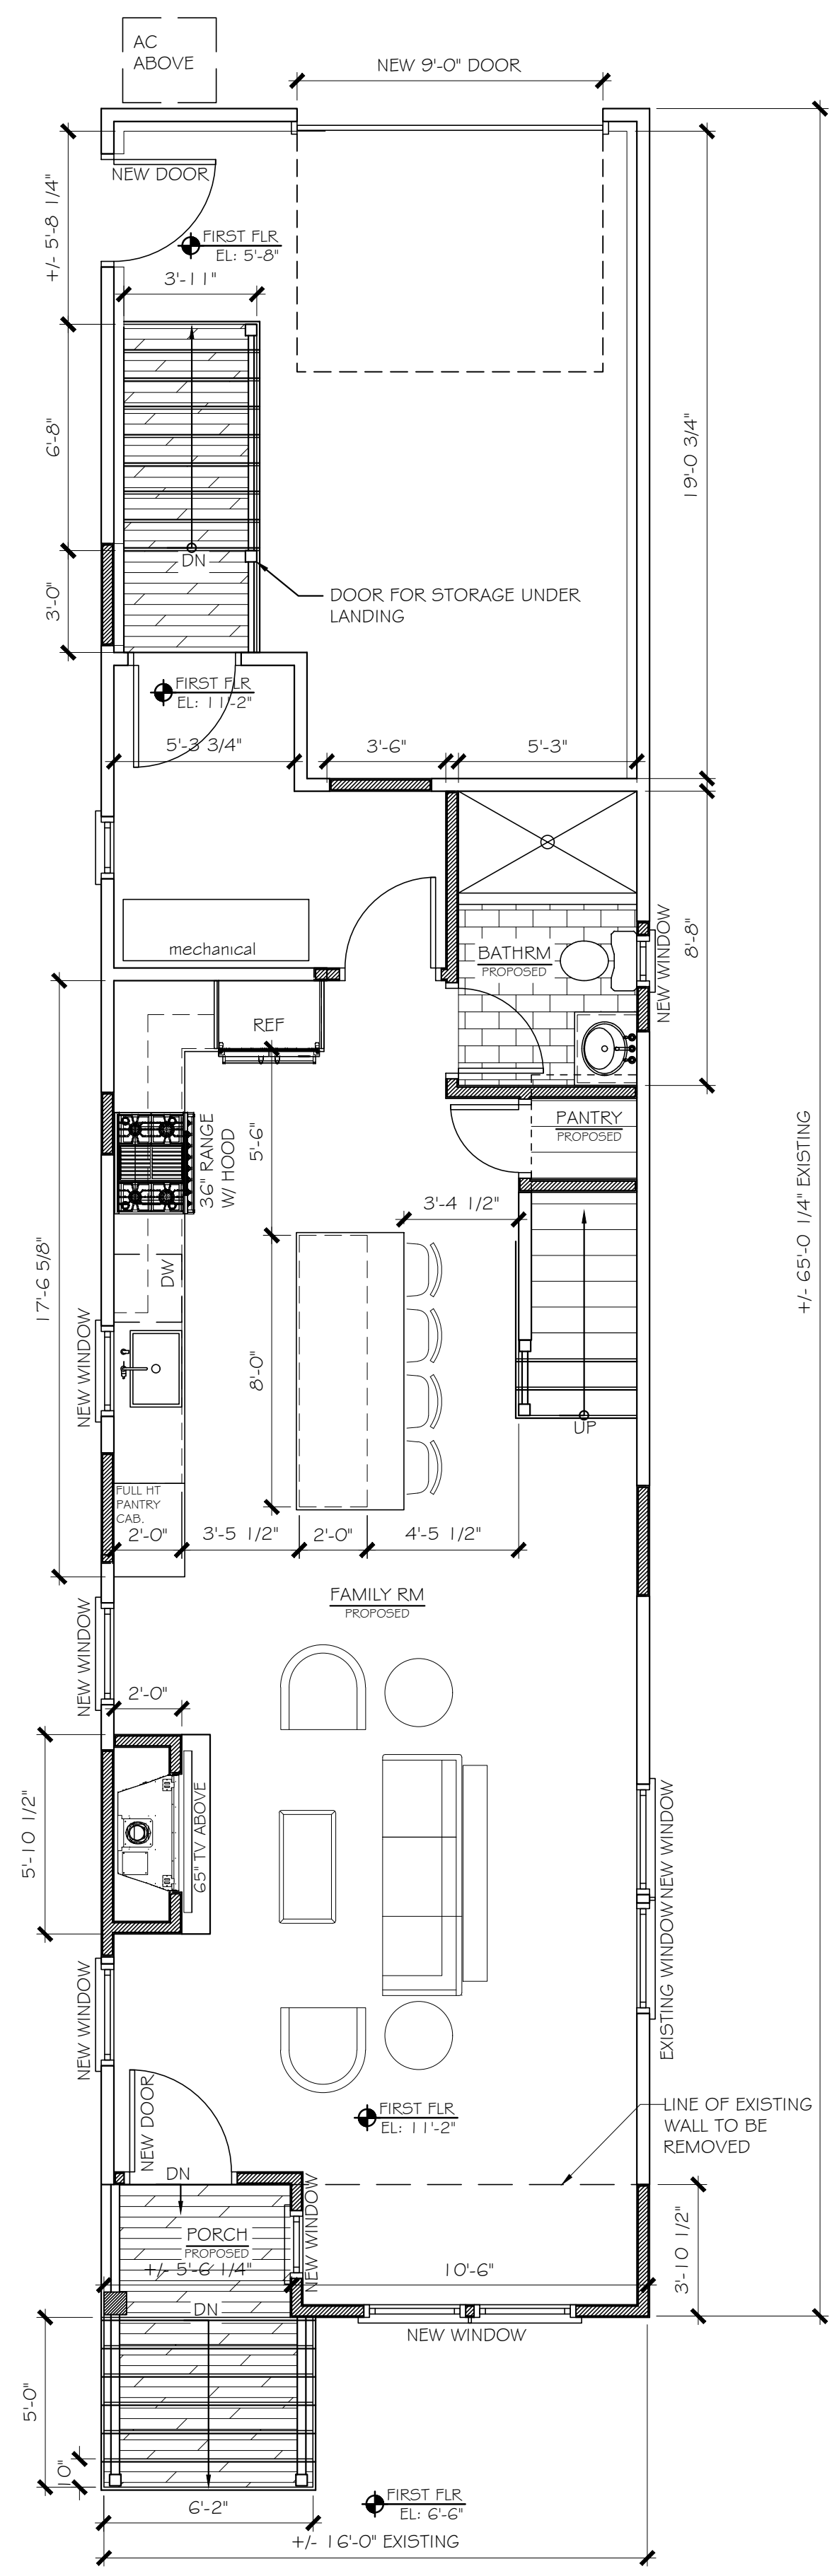 AC
ABOVE
NEW 9'-0" DOOR
NEW DOOR
+/- 5'-8 1/4"
FIRST FLR
EL: 5'-8"
3'-11"
6'-8"
19'-0 3/4"
DN
3'-0"
DOOR FOR STORAGE UNDER
LANDING
FIRST FLR
EL: 11'-2"
5'-3 3/4"
3'-6"
5'-3"
mechanical
BATHRM
PROPOSED
NEW WINDOW
8'-8"
REF
36" RANGE
W/ HOOD
5'-6"
PANTRY
PROPOSED
+/- 65'-0 1/4" EXISTING
3'-4 1/2"
17'-6 5/8"
DW
NEW WINDOW
8'-0"
UP
FULL HT
PANTRY
CAB.
2'-0"
3'-5 1/2"
2'-0"
4'-5 1/2"
FAMILY RM
PROPOSED
NEW WINDOW
2'-0"
5'-10 1/2"
65" TV ABOVE
NEW WINDOW
EXISTING WINDOW
NEW WINDOW
NEW DOOR
FIRST FLR
EL: 11'-2"
LINE OF EXISTING
WALL TO BE
REMOVED
DN
NEW WINDOW
PORCH
PROPOSED
+/- 5'-6 1/4"
10'-6"
3'-10 1/2"
DN
NEW WINDOW
5'-0"
10"
6'-2"
FIRST FLR
EL: 6'-6"
+/- 16'-0" EXISTING